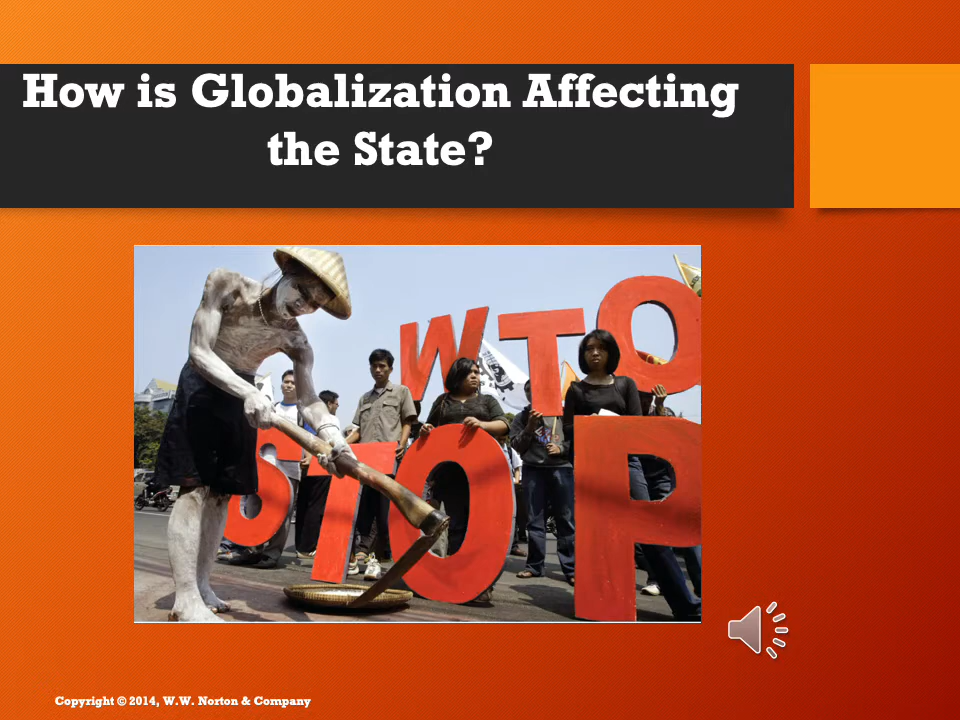 How is Globalization Affecting
the State?
WTO
STOP
Copyright © 2014, W.W. Norton & Company